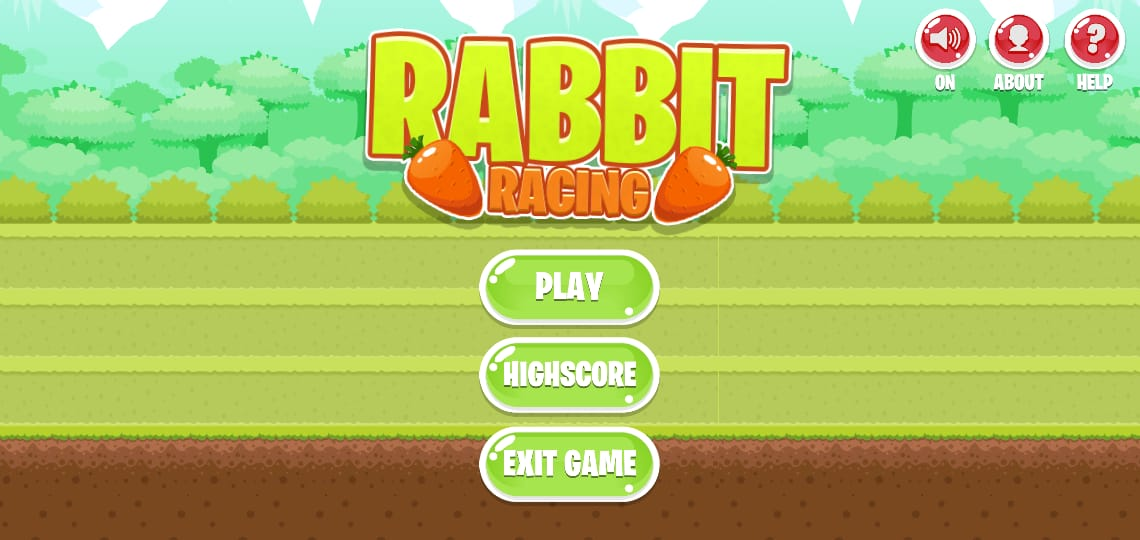 RABBIT
RACING
ON
ABOUT
HELP
PLAY
HIGHSCORE
EXIT GAME